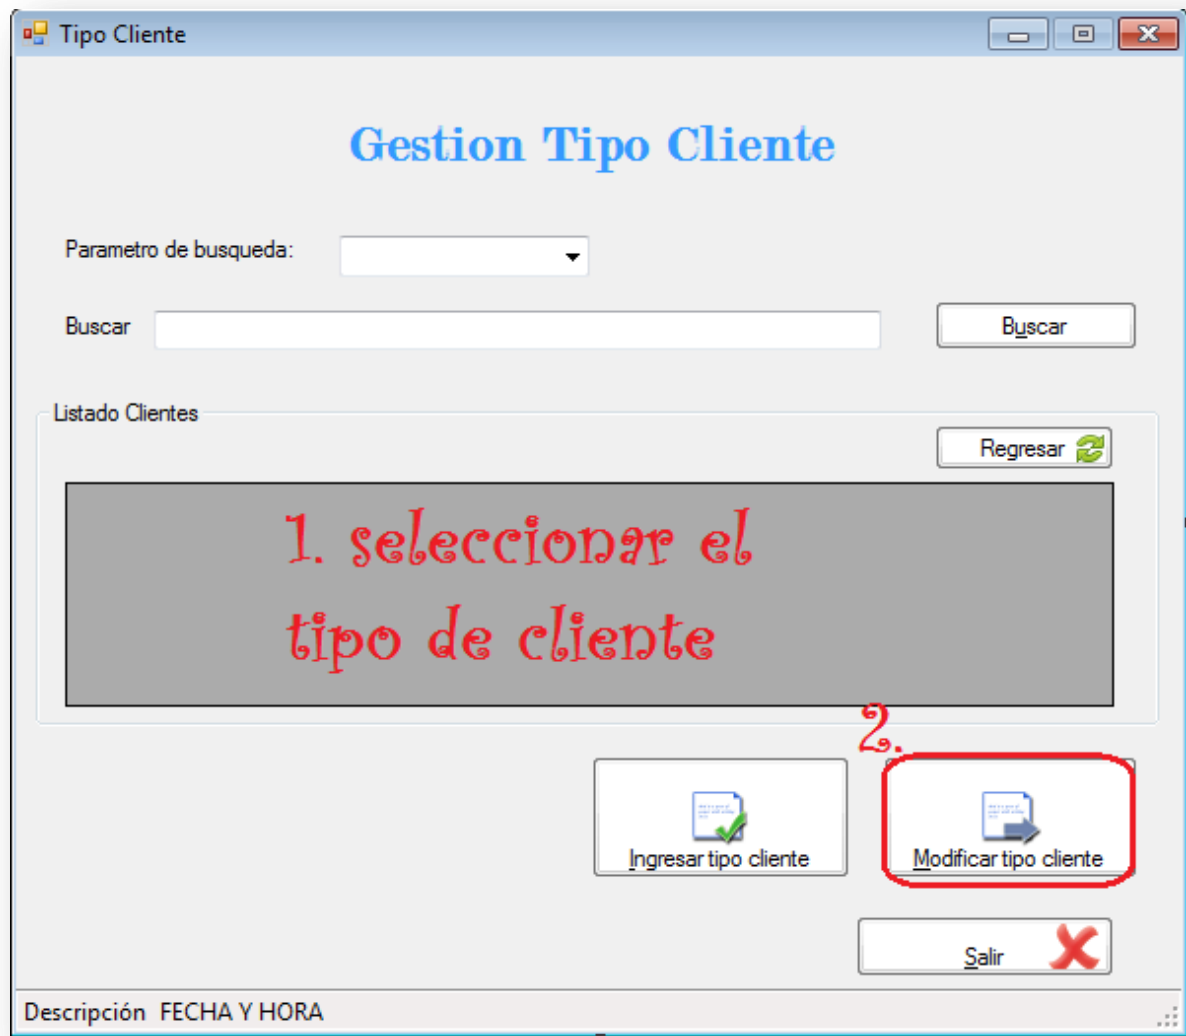 Tipo Cliente
Gestion Tipo Cliente
Parametro de busqueda:
Buscar
Buscar
Listado Clientes
Regresar
1. seleccionar el
tipo de cliente
2.
Ingresar tipo cliente
Modificar tipo cliente
Salir
Descripción FECHA Y HORA